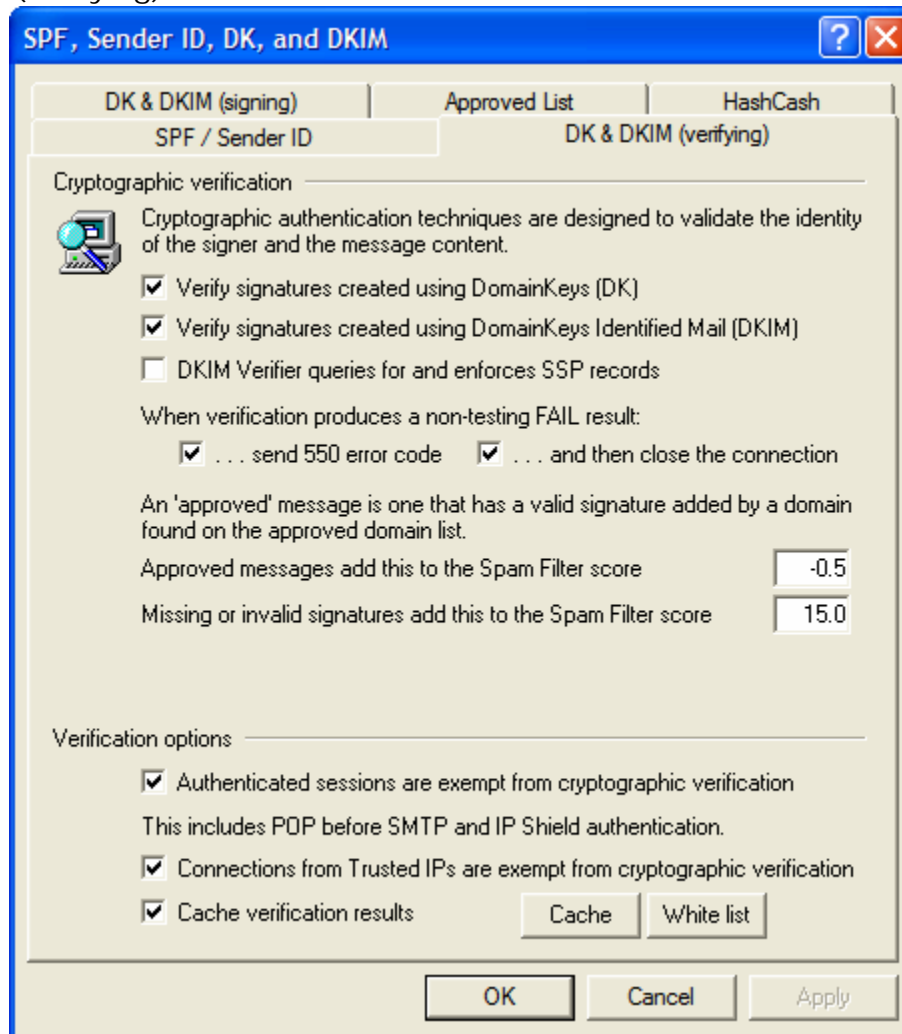 SPF, Sender ID, DK, and DKIM
?
DK & DKIM (signing)
Approved List
HashCash
SPF / Sender ID
DK & DKIM (verifying)
Cryptographic verification
Cryptographic authentication techniques are designed to validate the identity
of the signer and the message content.
Verify signatures created using DomainKeys (DK)
Verify signatures created using DomainKeys Identified Mail (DKIM)
DKIM Verifier queries for and enforces SSP records
When verification produces a non-testing FAIL result:
. . . send 550 error code
. . . and then close the connection
An 'approved' message is one that has a valid signature added by a domain
found on the approved domain list.
Approved messages add this to the Spam Filter score
-0.5
Missing or invalid signatures add this to the Spam Filter score
15.0
Verification options
Authenticated sessions are exempt from cryptographic verification
This includes POP before SMTP and IP Shield authentication.
Connections from Trusted IPs are exempt from cryptographic verification
Cache verification results
Cache
White list
OK
Cancel
Apply